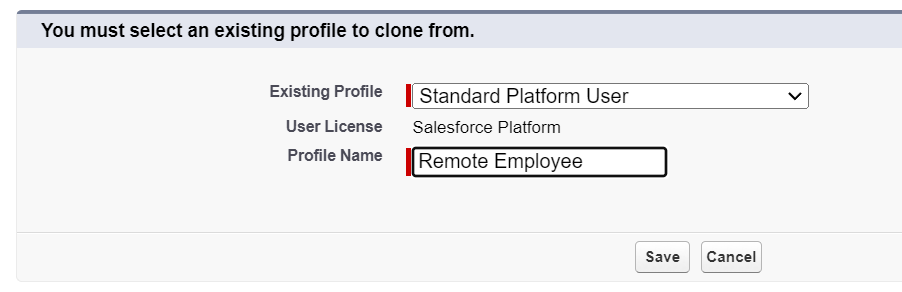 You must select an existing profile to clone from.
Existing Profile Standard Platform User
User License Salesforce Platform
Profile Name Remote Employee
Save Cancel